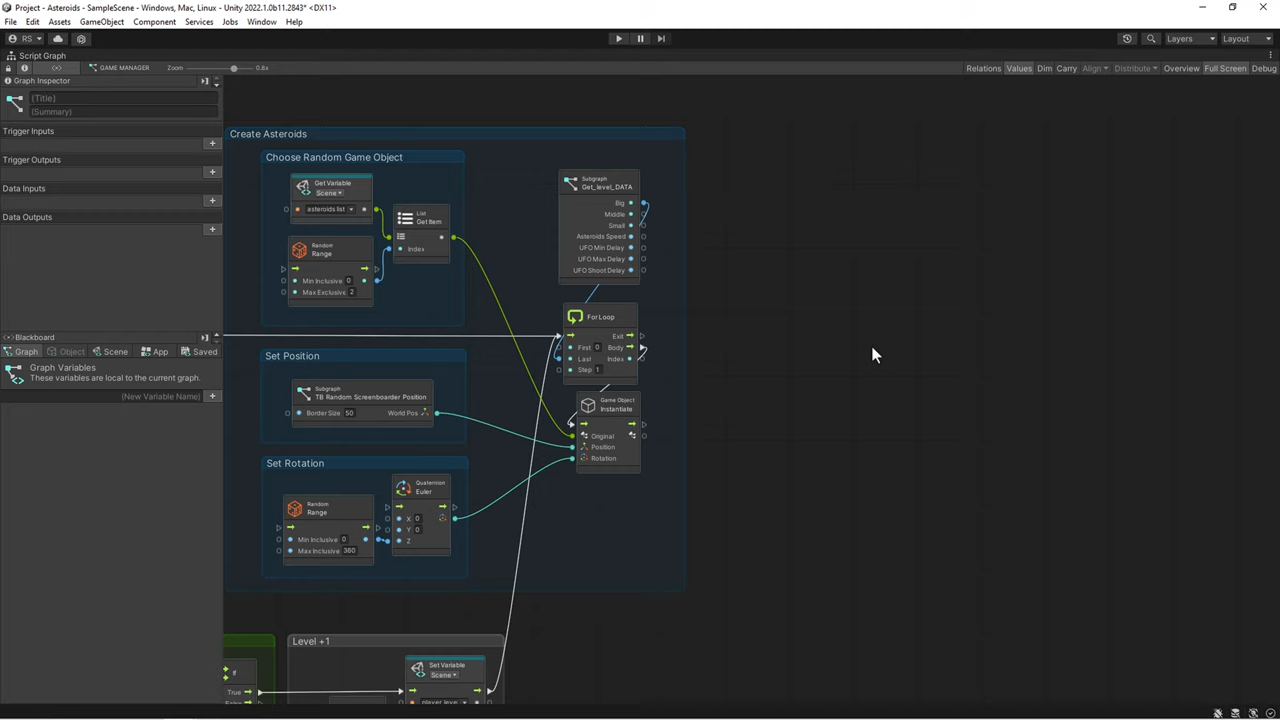 Project - Asteroids - SampleScene - Windows, Mac, Linux - Unity 2022.1.0b11.2843* <DX11>
File Edit Assets GameObject Component Services Jobs Window Help
RS Layers Layout
Script Graph
GAME MANAGER Zoom 0.8x Relations Values Dim Carry Align Distribute Overview Full Screen Debug
Graph Inspector
(Title)
(Summary)
Trigger Inputs
Trigger Outputs
Data Inputs
Data Outputs
Blackboard
Graph Object Scene App Saved
Graph Variables
These variables are local to the current graph.
(New Variable Name)
Create Asteroids
Choose Random Game Object
Get Variable
Scene
asteroids list
List
Get Item
Index
Random
Range
Min Inclusive 0
Max Exclusive 2
Subgraph
Get_level_DATA
Big
Middle
Small
Asteroids Speed
UFO Min Delay
UFO Max Delay
UFO Shoot Delay
For Loop
Exit
First 0 Body
Last Index
Step 1
Set Position
Subgraph
TB Random Screenboarder Position
Border Size 50 World Pos
Game Object
Instantiate
Original
Position
Rotation
Set Rotation
Random
Range
Min Inclusive 0
Max Inclusive 360
Quaternion
Euler
X 0
Y 0
Z
Level +1
If
True
Set Variable
Scene